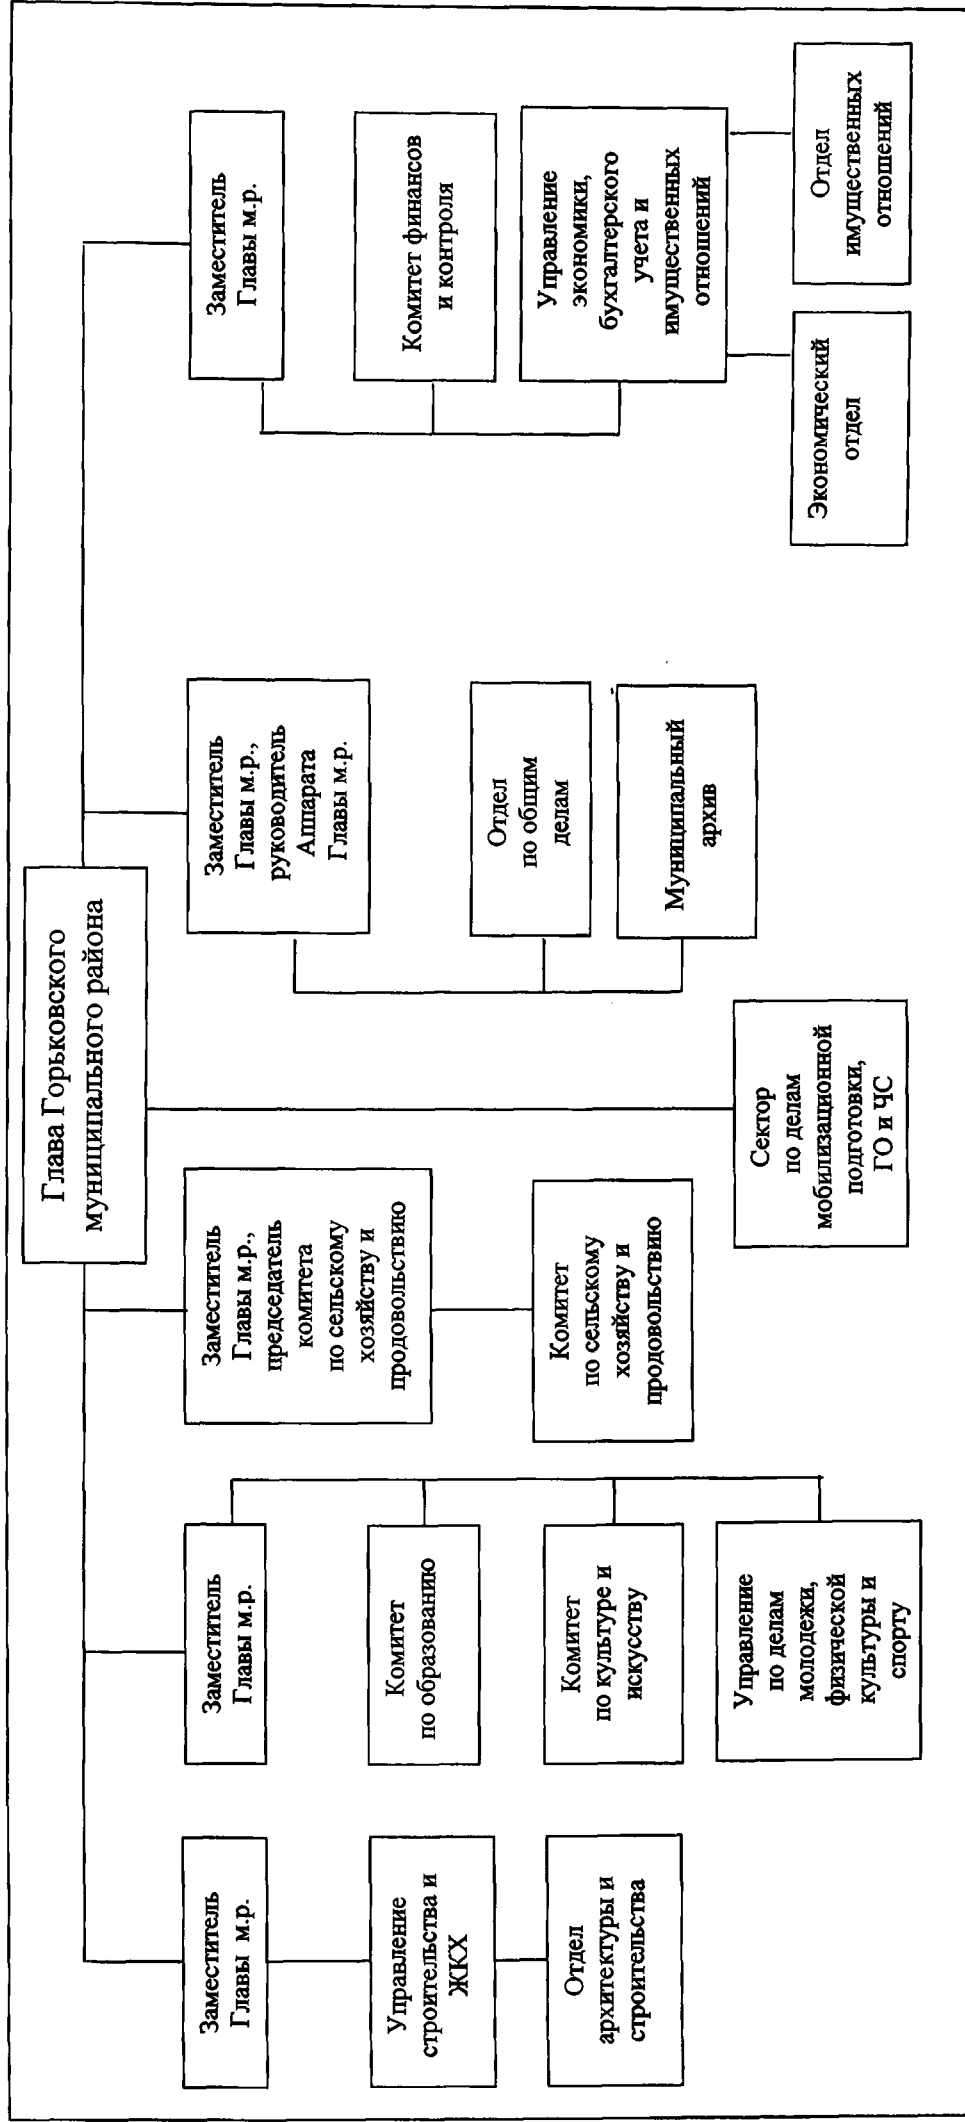 Глава Горьковского
муниципального района
Заместитель
Главы м.р.
Управление
строительства и
ЖКХ
Отдел
архитектуры и
строительства
Заместитель
Главы м.р.
Комитет
по образованию
Комитет
по культуре и
искусству
Управление
по делам
молодежи,
физической
культуры и
спорту
Заместитель
Главы м.р.,
председатель
комитета
по сельскому
хозяйству и
продовольствию
Комитет
по сельскому
хозяйству и
продовольствию
Сектор
по делам
мобилизационной
подготовки,
ГО и ЧС
Заместитель
Главы м.р.,
руководитель
Аппарата
Главы м.р.
Отдел
по общим
делам
Муниципальный
архив
Заместитель
Главы м.р.
Комитет финансов
и контроля
Управление
экономики,
бухгалтерского
учета и
имущественных
отношений
Экономический
отдел
Отдел
имущественных
отношений